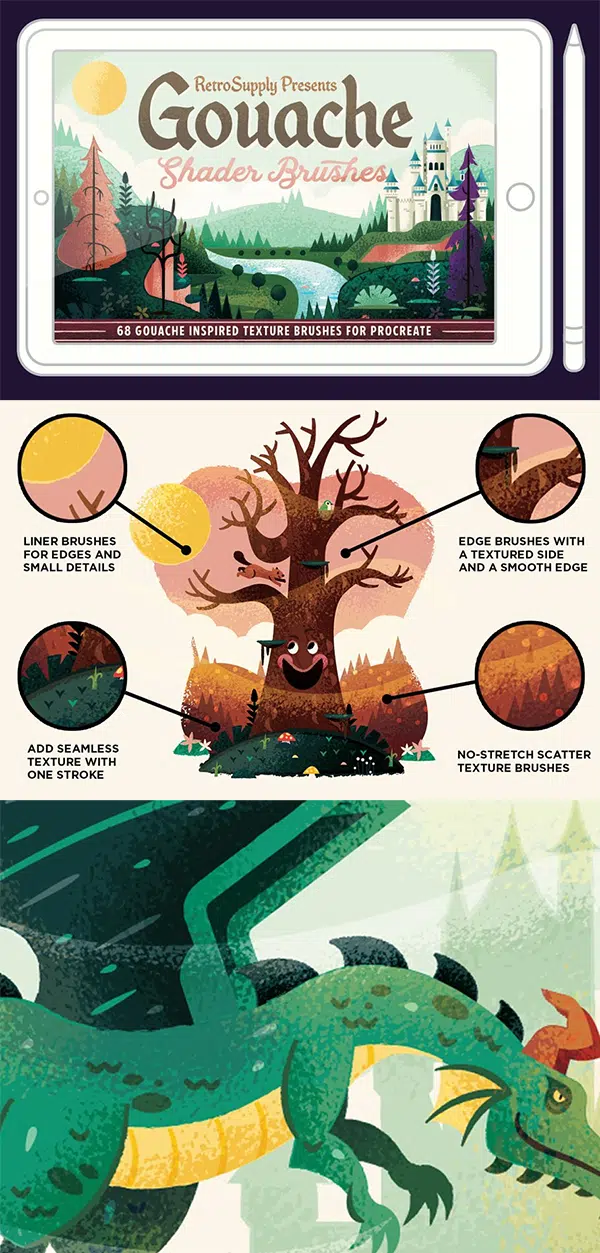 RetroSupply Presents
Gouache
Shader Brushes
68 GOUACHE INSPIRED TEXTURE BRUSHES FOR PROCREATE
LINER BRUSHES
FOR EDGES AND
SMALL DETAILS
EDGE BRUSHES WITH
A TEXTURED SIDE
AND A SMOOTH EDGE
ADD SEAMLESS
TEXTURE WITH
ONE STROKE
NO-STRETCH SCATTER
TEXTURE BRUSHES